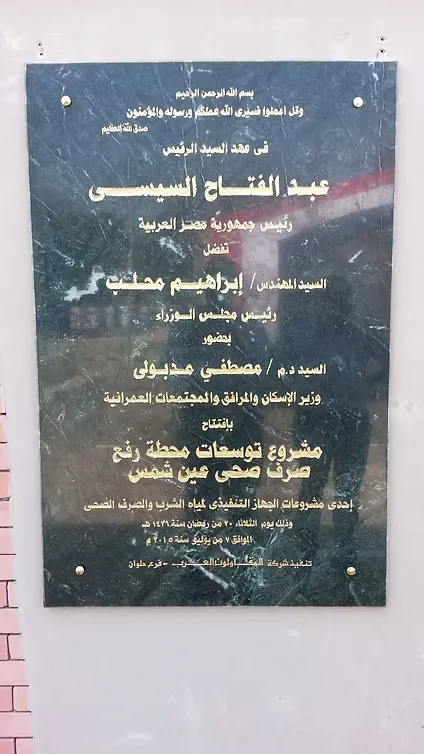 بسم الله الرحمن الرحيم
وقل اعملوا فسيرى الله عملكم ورسوله والمؤمنون
صدق الله العظيم
فى عهد السيد الرئيس
عبد الفتاح السيسى
رئيس جمهورية مصر العربية
تفضل
السيد المهندس/ إبراهيم محلب
رئيس مجلس الوزراء
بحضور
السيد د.م / مصطفي مدبولى
وزير الإسكان والمرافق والمجتمعات العمرانية
بإفتتاح
مشروع توسعات محطة رفع
صرف صحى عين شمس
إحدى مشروعات الجهاز التنفيذى لمياه الشرب والصرف الصحى
وذلك يوم الثلاثاء ٢٠ من رمضان سنة ١٤٣٦ هـ
الموافق ٧ من يوليو سنة ٢٠١٥ م
تنفيذ شركة المقاولون العرب - فرع حلوان